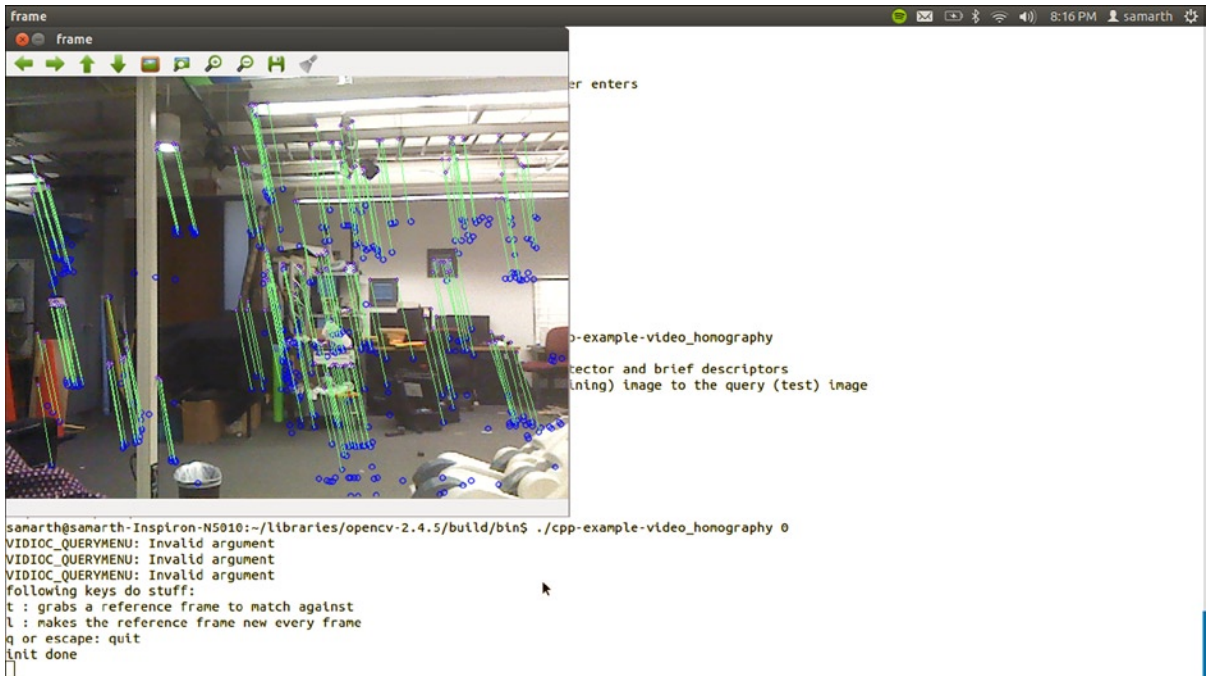 frame
8:16 PM samarth
frame
er enters
-example-video_homography
tector and brief descriptors
ning) image to the query (test) image
samarth@samarth-Inspiron-N5010:~/libraries/opencv-2.4.5/build/bin$ ./cpp-example-video_homography 0
VIDIOC_QUERYMENU: Invalid argument
VIDIOC_QUERYMENU: Invalid argument
VIDIOC_QUERYMENU: Invalid argument
following keys do stuff:
t : grabs a reference frame to match against
l : makes the reference frame new every frame
q or escape: quit
init done